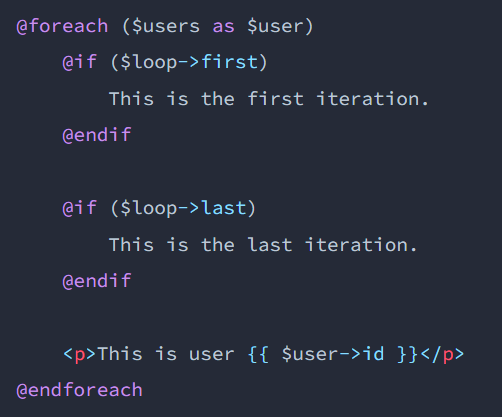 @foreach ($users as $user)
    @if ($loop->first)
        This is the first iteration.
    @endif

    @if ($loop->last)
        This is the last iteration.
    @endif

    <p>This is user {{ $user->id }}</p>
@endforeach